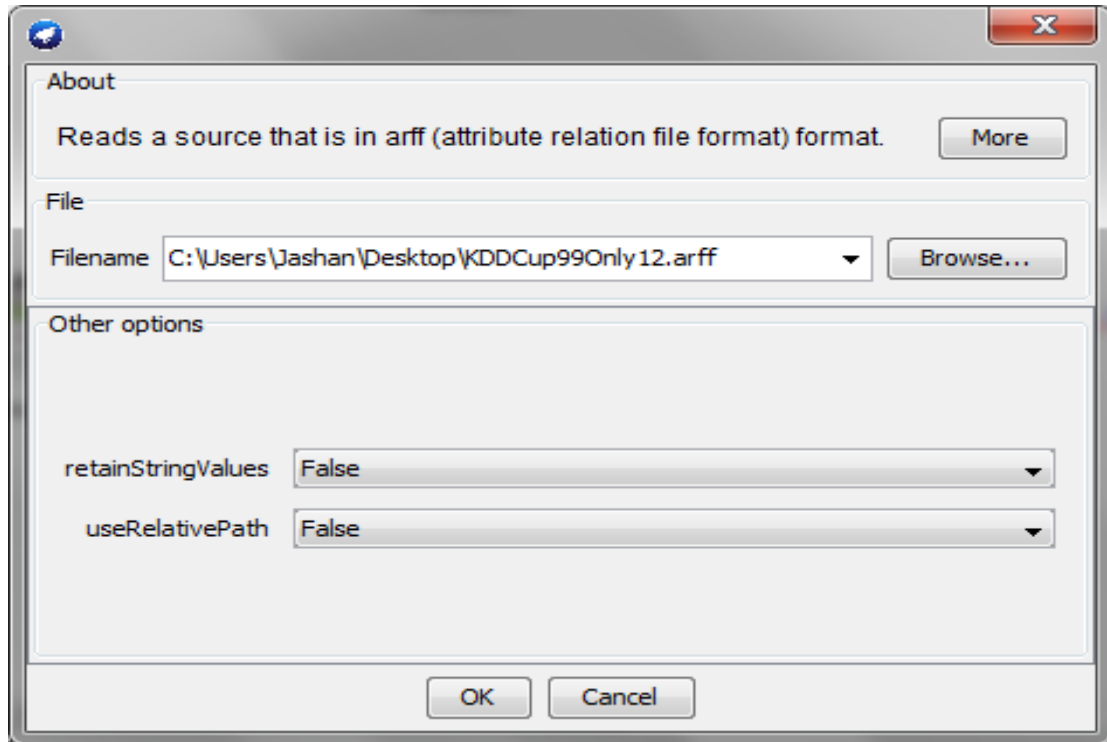 About
Reads a source that is in arff (attribute relation file format) format. More
File
Filename C:\Users\Jashan\Desktop\KDDCup99Only12.arff Browse...
Other options
retainStringValues False
useRelativePath False
OK Cancel